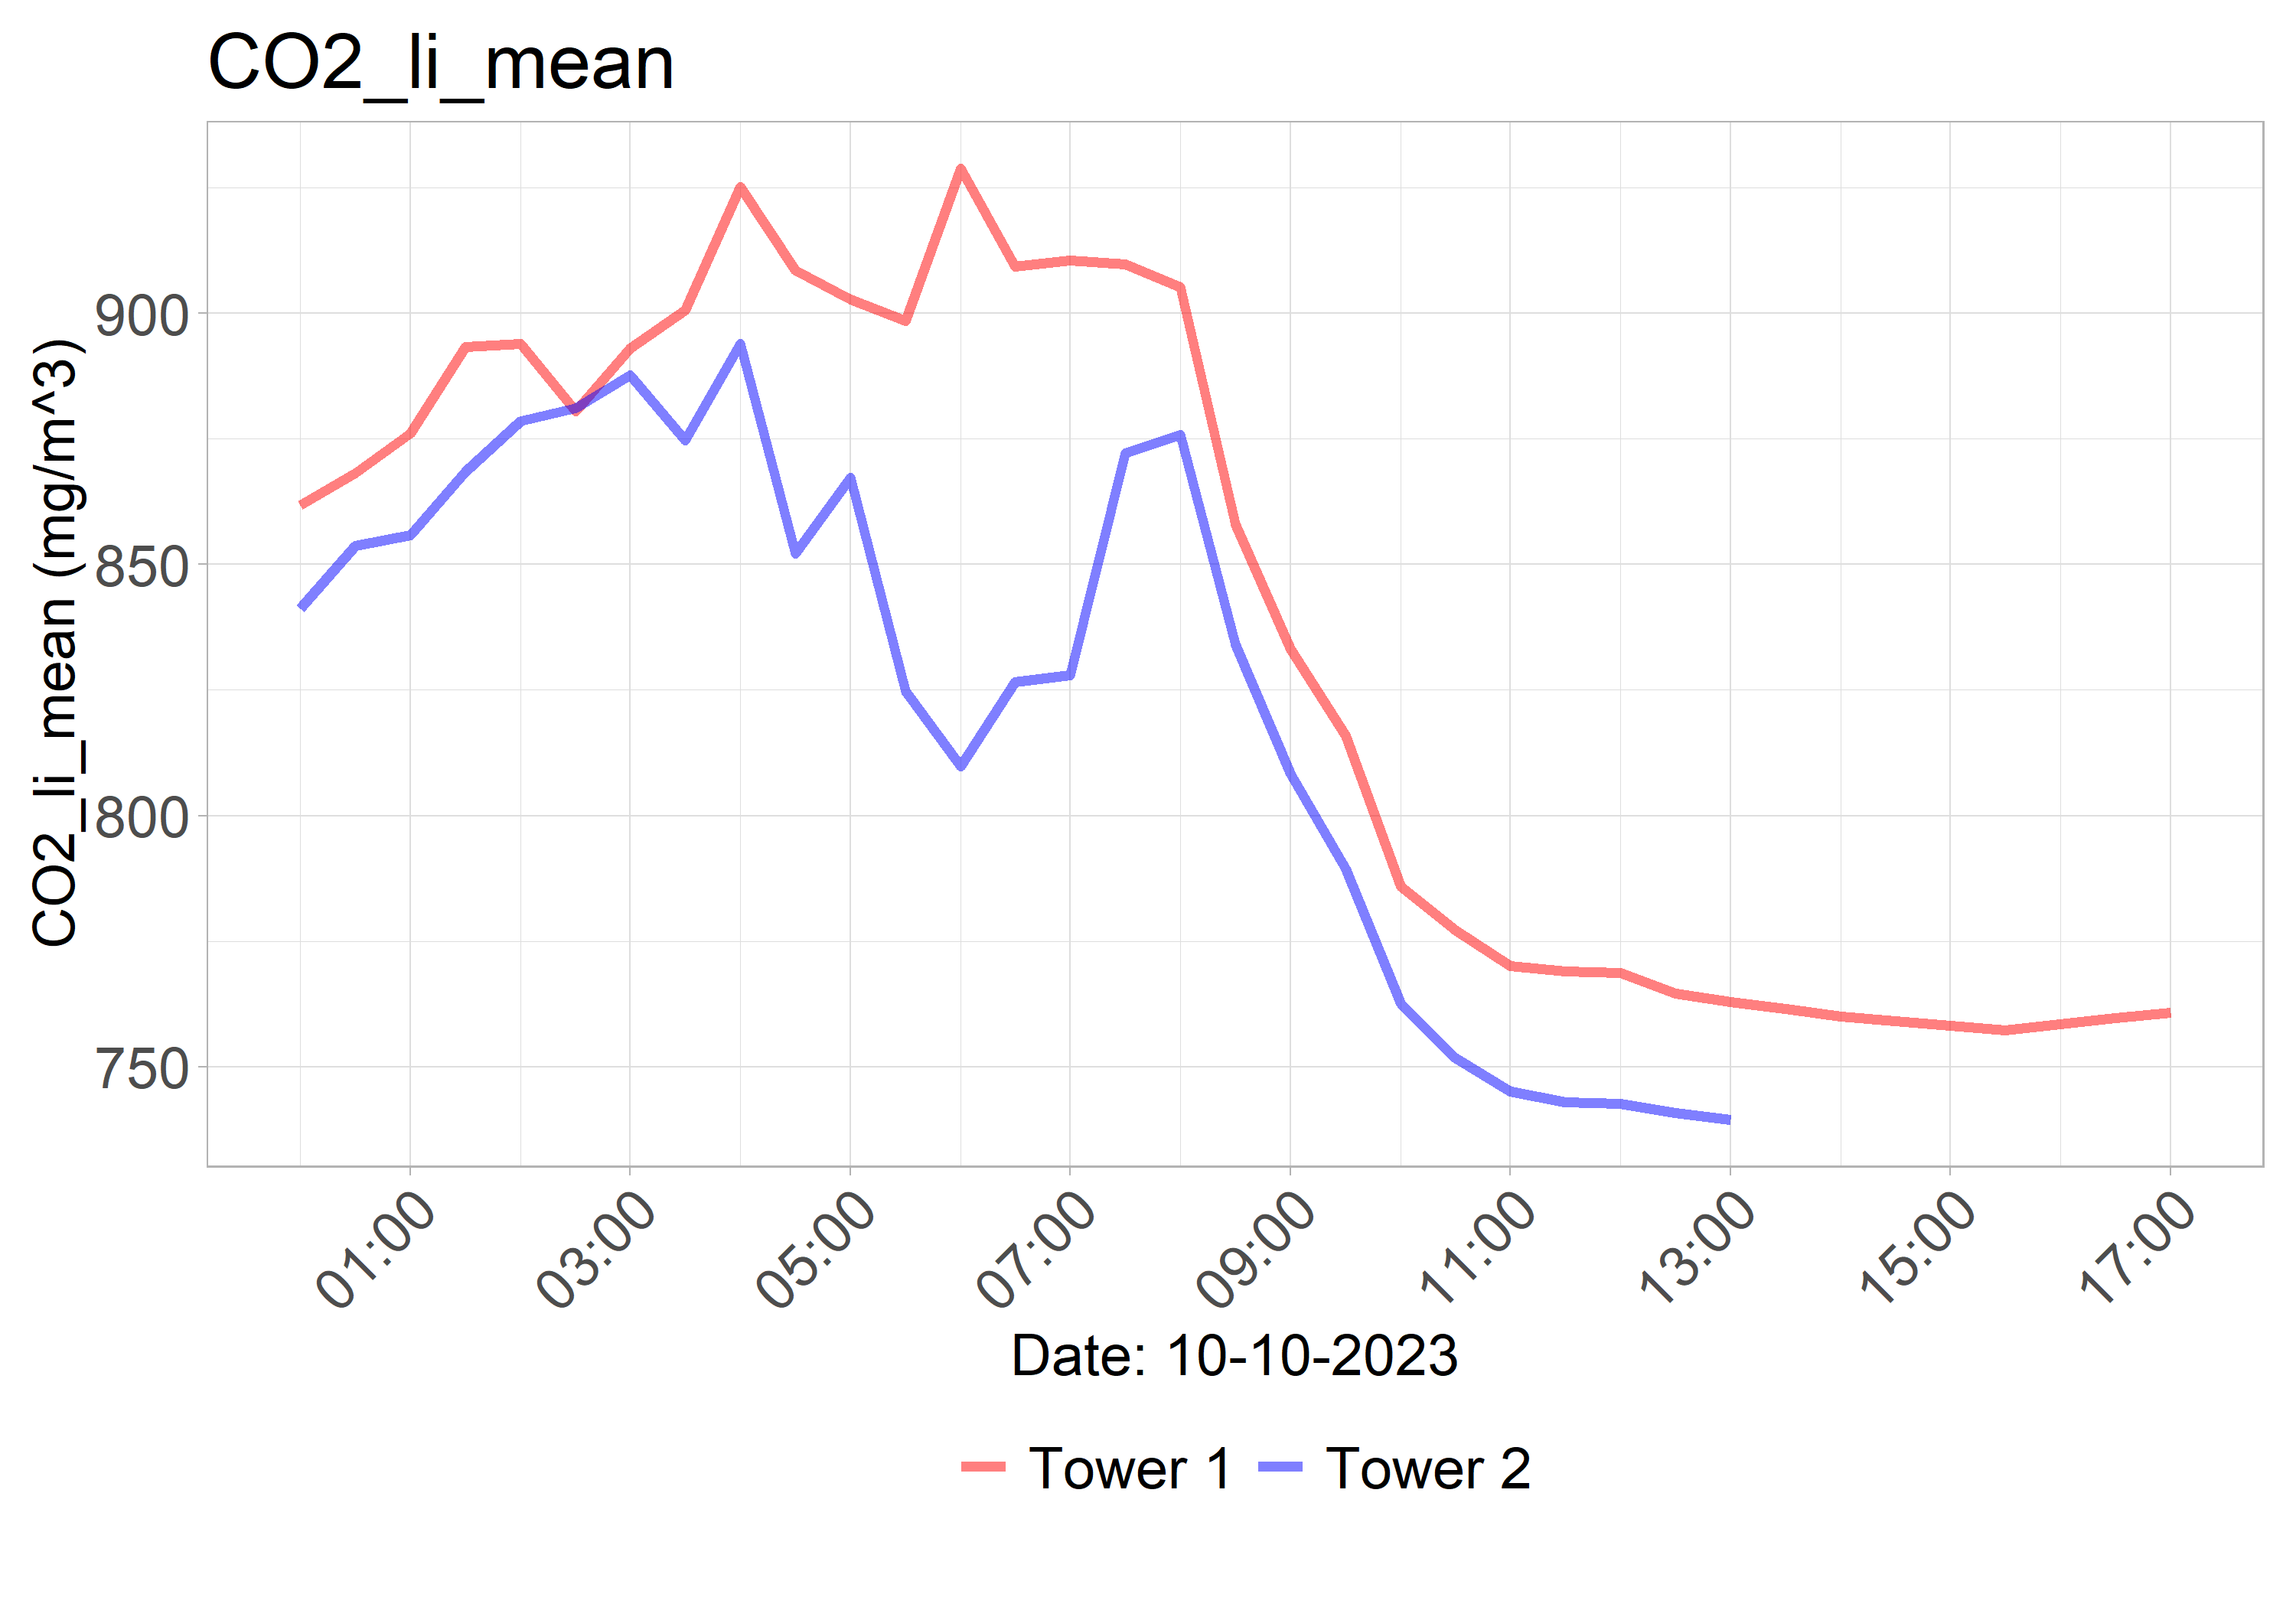 CO2_li_mean
CO2_li_mean (mg/m^3)
900
850
800
750
01:00
03:00
05:00
07:00
09:00
11:00
13:00
15:00
17:00
Date: 10-10-2023
Tower 1
Tower 2